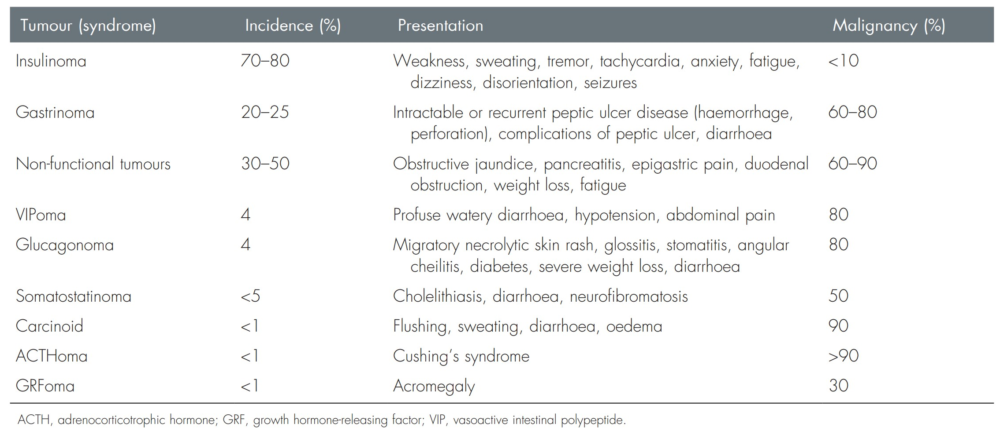 Tumour (syndrome) Incidence (%) Presentation Malignancy (%)
Insulinoma 70–80 Weakness, sweating, tremor, tachycardia, anxiety, fatigue, <10
dizziness, disorientation, seizures
Gastrinoma 20–25 Intractable or recurrent peptic ulcer disease (haemorrhage, 60–80
perforation), complications of peptic ulcer, diarrhoea
Non-functional tumours 30–50 Obstructive jaundice, pancreatitis, epigastric pain, duodenal 60–90
obstruction, weight loss, fatigue
VIPoma 4 Profuse watery diarrhoea, hypotension, abdominal pain 80
Glucagonoma 4 Migratory necrolytic skin rash, glossitis, stomatitis, angular 80
cheilitis, diabetes, severe weight loss, diarrhoea
Somatostatinoma <5 Cholelithiasis, diarrhoea, neurofibromatosis 50
Carcinoid <1 Flushing, sweating, diarrhoea, oedema 90
ACTHoma <1 Cushing’s syndrome >90
GRFoma <1 Acromegaly 30
ACTH, adrenocorticotrophic hormone; GRF, growth hormone-releasing factor; VIP, vasoactive intestinal polypeptide.